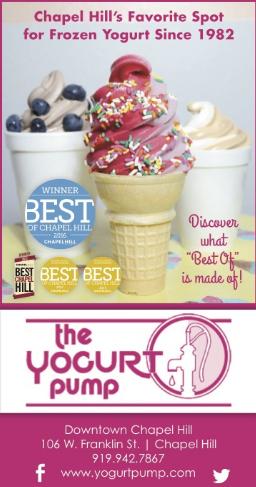 Chapel Hill's Favorite Spot
for Frozen Yogurt Since 1982
WINNER
BEST
OF CHAPEL HILL
2016
CHAPELHILL
BEST
CHAPEL
HILL
BEST
BEST
Discover
what
"Best Of"
is made of!
the
YOGURT
pump
Downtown Chapel Hill
106 W. Franklin St. | Chapel Hill
919.942.7867
www.yogurtpump.com